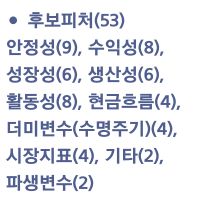 • 후보피처(53)
안정성(9), 수익성(8),
성장성(6), 생산성(6),
활동성(8), 현금흐름(4),
더미변수(수명주기)(4),
시장지표(4), 기타(2),
파생변수(2)